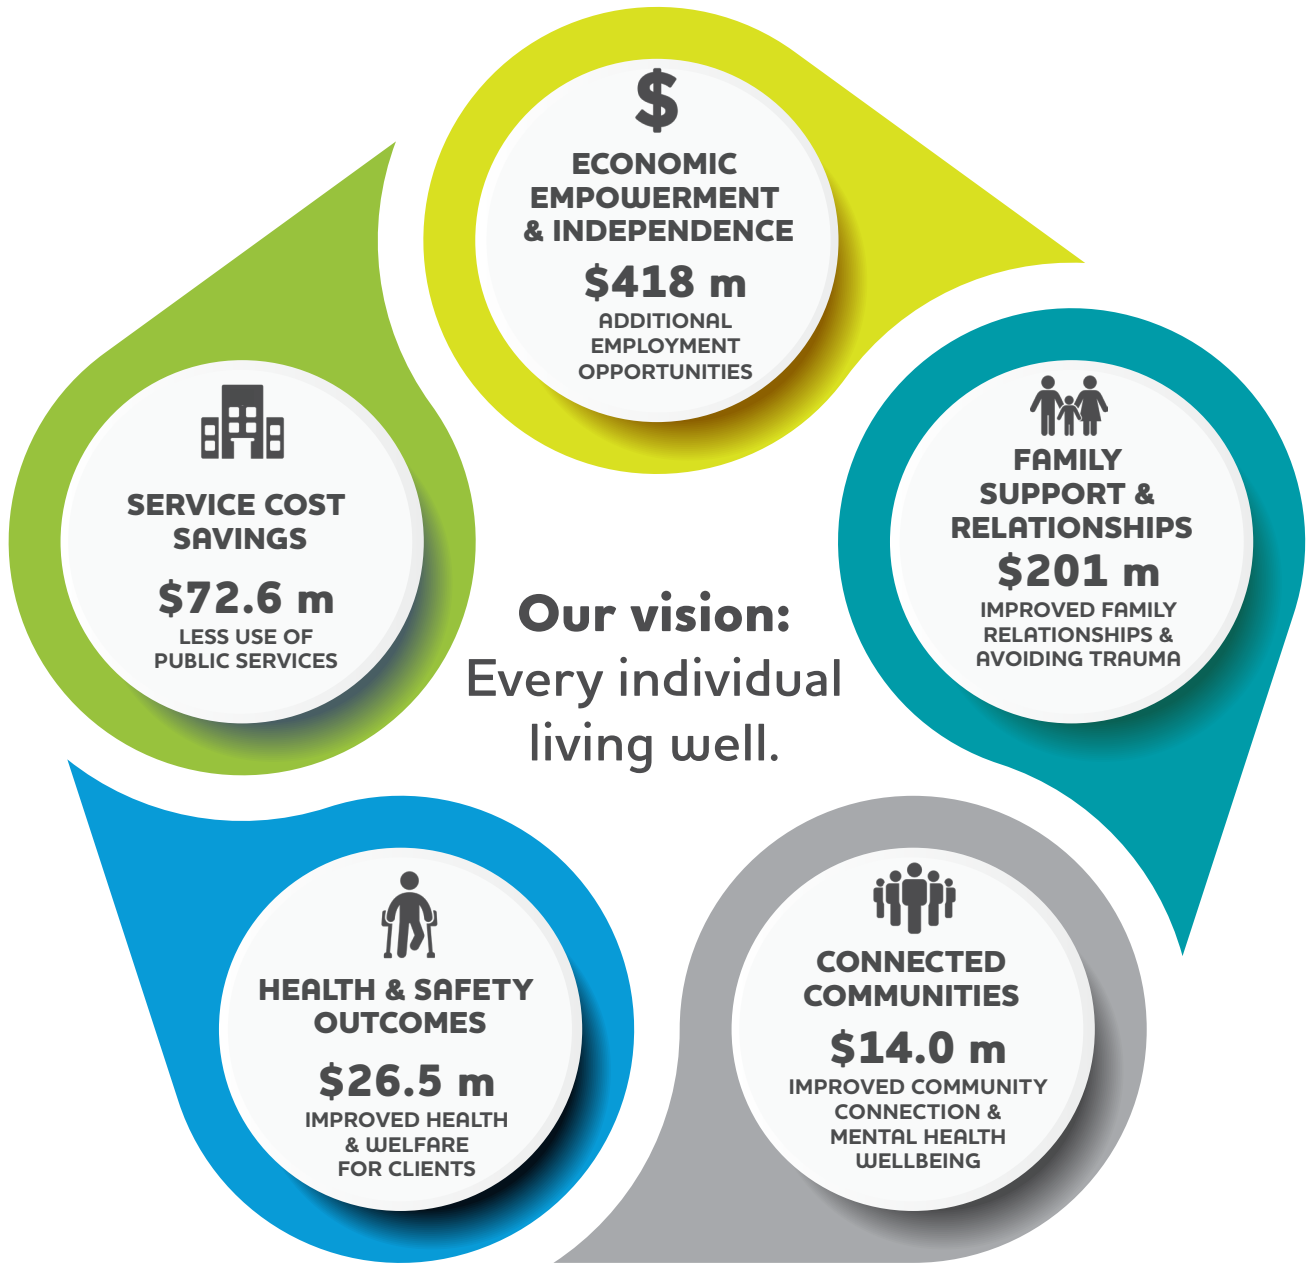 $
ECONOMIC
EMPOWERMENT
& INDEPENDENCE
$418 m
ADDITIONAL
EMPLOYMENT
OPPORTUNITIES
FAMILY
SUPPORT &
RELATIONSHIPS
$201 m
IMPROVED FAMILY
RELATIONSHIPS &
AVOIDING TRAUMA
CONNECTED
COMMUNITIES
$14.0 m
IMPROVED COMMUNITY
CONNECTION &
MENTAL HEALTH
WELLBEING
HEALTH & SAFETY
OUTCOMES
$26.5 m
IMPROVED HEALTH
& WELFARE
FOR CLIENTS
SERVICE COST
SAVINGS
$72.6 m
LESS USE OF
PUBLIC SERVICES
Our vision:
Every individual
living well.